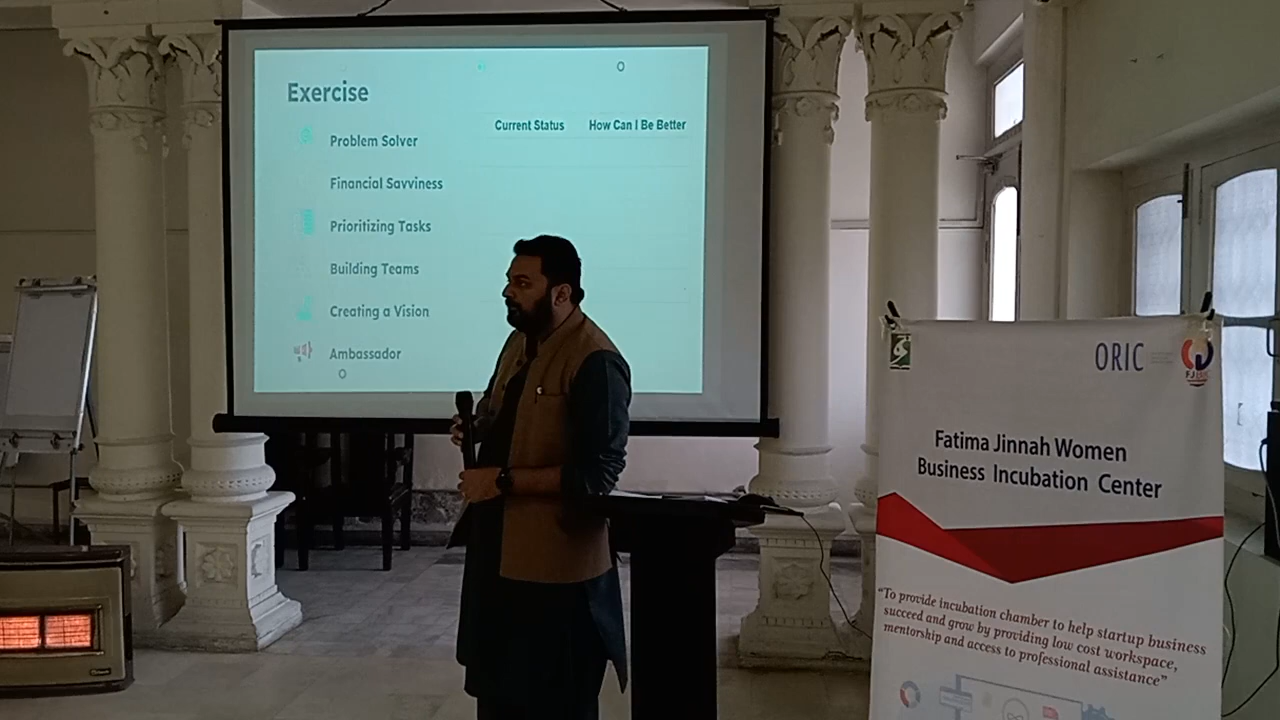 Exercise
Current Status
How Can I Be Better
Problem Solver
Financial Savviness
Prioritizing Tasks
Building Teams
Creating a Vision
Ambassador
ORIC
Fatima Jinnah Women
Business Incubation Center
“To provide incubation chamber to help startup business
succeed and grow by providing low cost workspace,
mentorship and access to professional assistance”